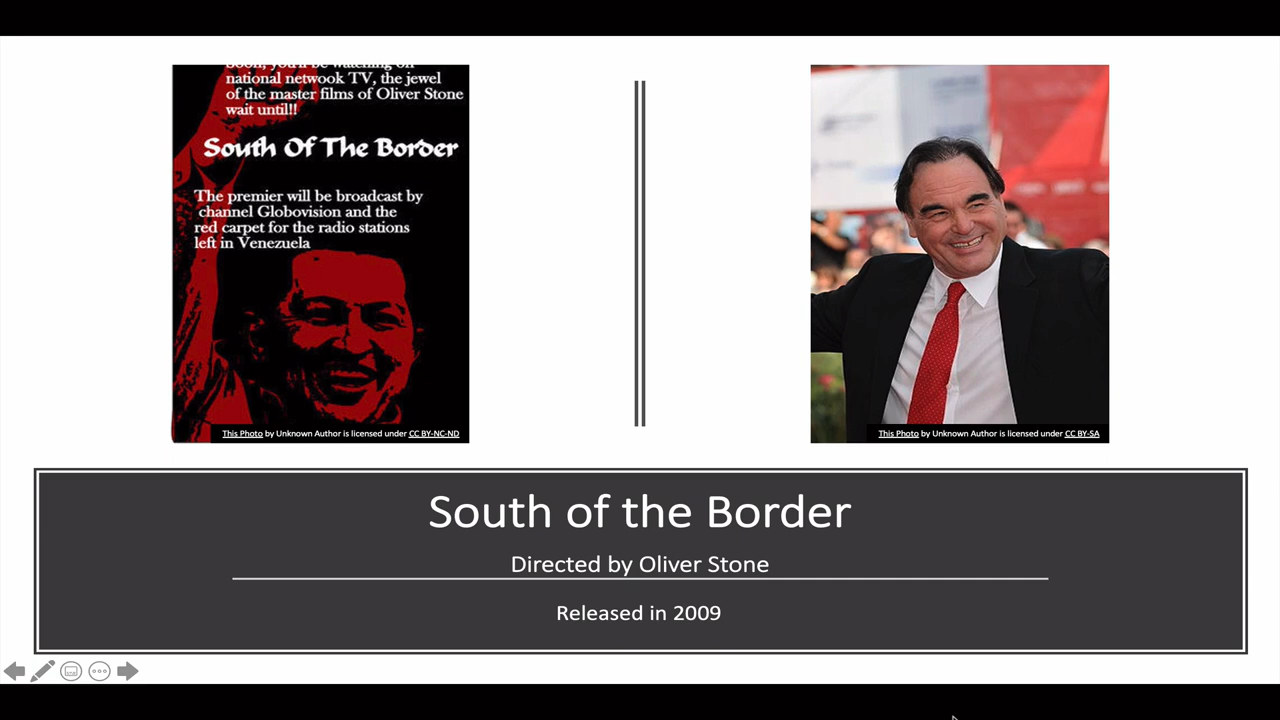 Soon, you'll be watching on
national netwook TV, the jewel
of the master films of Oliver Stone
wait until!!
South Of The Border
The premier will be broadcast by
channel Globovision and the
red carpet for the radio stations
left in Venezuela
This Photo by Unknown Author is licensed under CC BY-NC-ND
This Photo by Unknown Author is licensed under CC BY-SA
South of the Border
Directed by Oliver Stone
Released in 2009